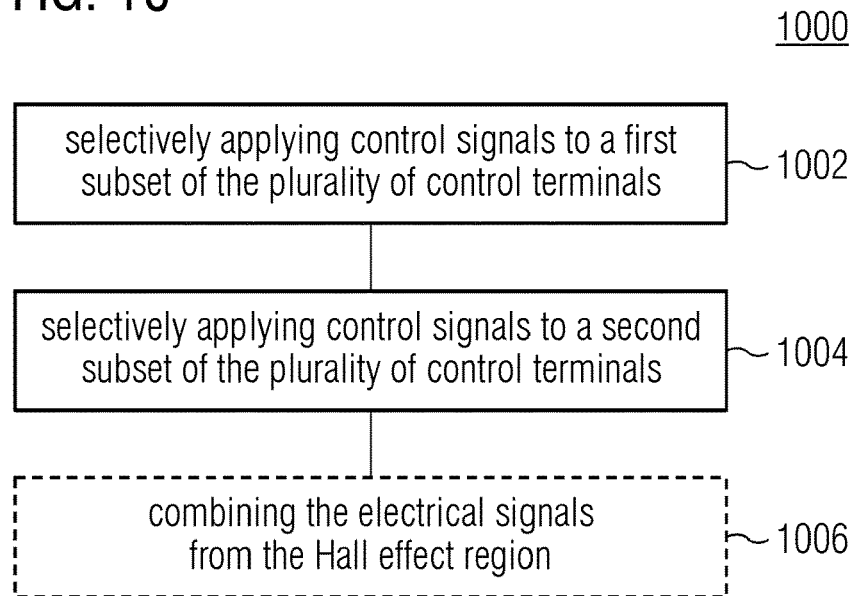 1000
selectively applying control signals to a first
subset of the plurality of control terminals
1002
selectively applying control signals to a second
subset of the plurality of control terminals
1004
combining the electrical signals
from the Hall effect region
1006